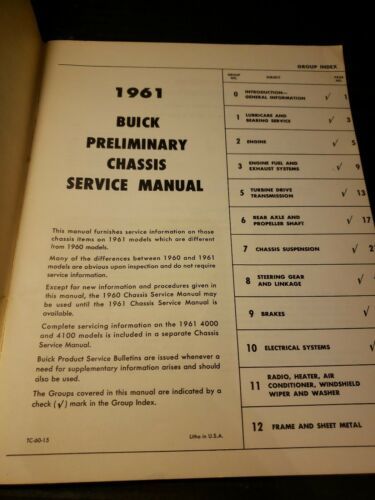 GROUP INDEX
1961
BUICK
PRELIMINARY
CHASSIS
SERVICE MANUAL
This manual furnishes service information on those
chassis items on 1961 models which are different
from 1960 models.
Many of the differences between 1960 and 1961
models are obvious upon inspection and do not require
service information.
Except for new information and procedures given
in this manual, the 1960 Chassis Service Manual may
be used until the 1961 Chassis Service Manual is
available.
Complete servicing information on the 1961 4000
and 4100 models is included in a separate Chassis
Service Manual.
Buick Product Service Bulletins are issued whenever a
need for supplementary information arises and should
also be used.
The Groups covered in this manual are indicated by a
check (√) mark in the Group Index.
TC-60-15
Litho in U.S.A.
GROUP NO. SUBJECT PAGE NO.
0 INTRODUCTION—
GENERAL INFORMATION √ 1
1 LUBRICARE AND
BEARING SERVICE √ 3
2 ENGINE √ 5
3 ENGINE FUEL AND
EXHAUST SYSTEMS √ 9
5 TURBINE DRIVE
TRANSMISSION √ 13
6 REAR AXLE AND
PROPELLER SHAFT √ 17
7 CHASSIS SUSPENSION √
8 STEERING GEAR
AND LINKAGE √
9 BRAKES √
10 ELECTRICAL SYSTEMS √
11 RADIO, HEATER, AIR
CONDITIONER, WINDSHIELD
WIPER AND WASHER
12 FRAME AND SHEET METAL